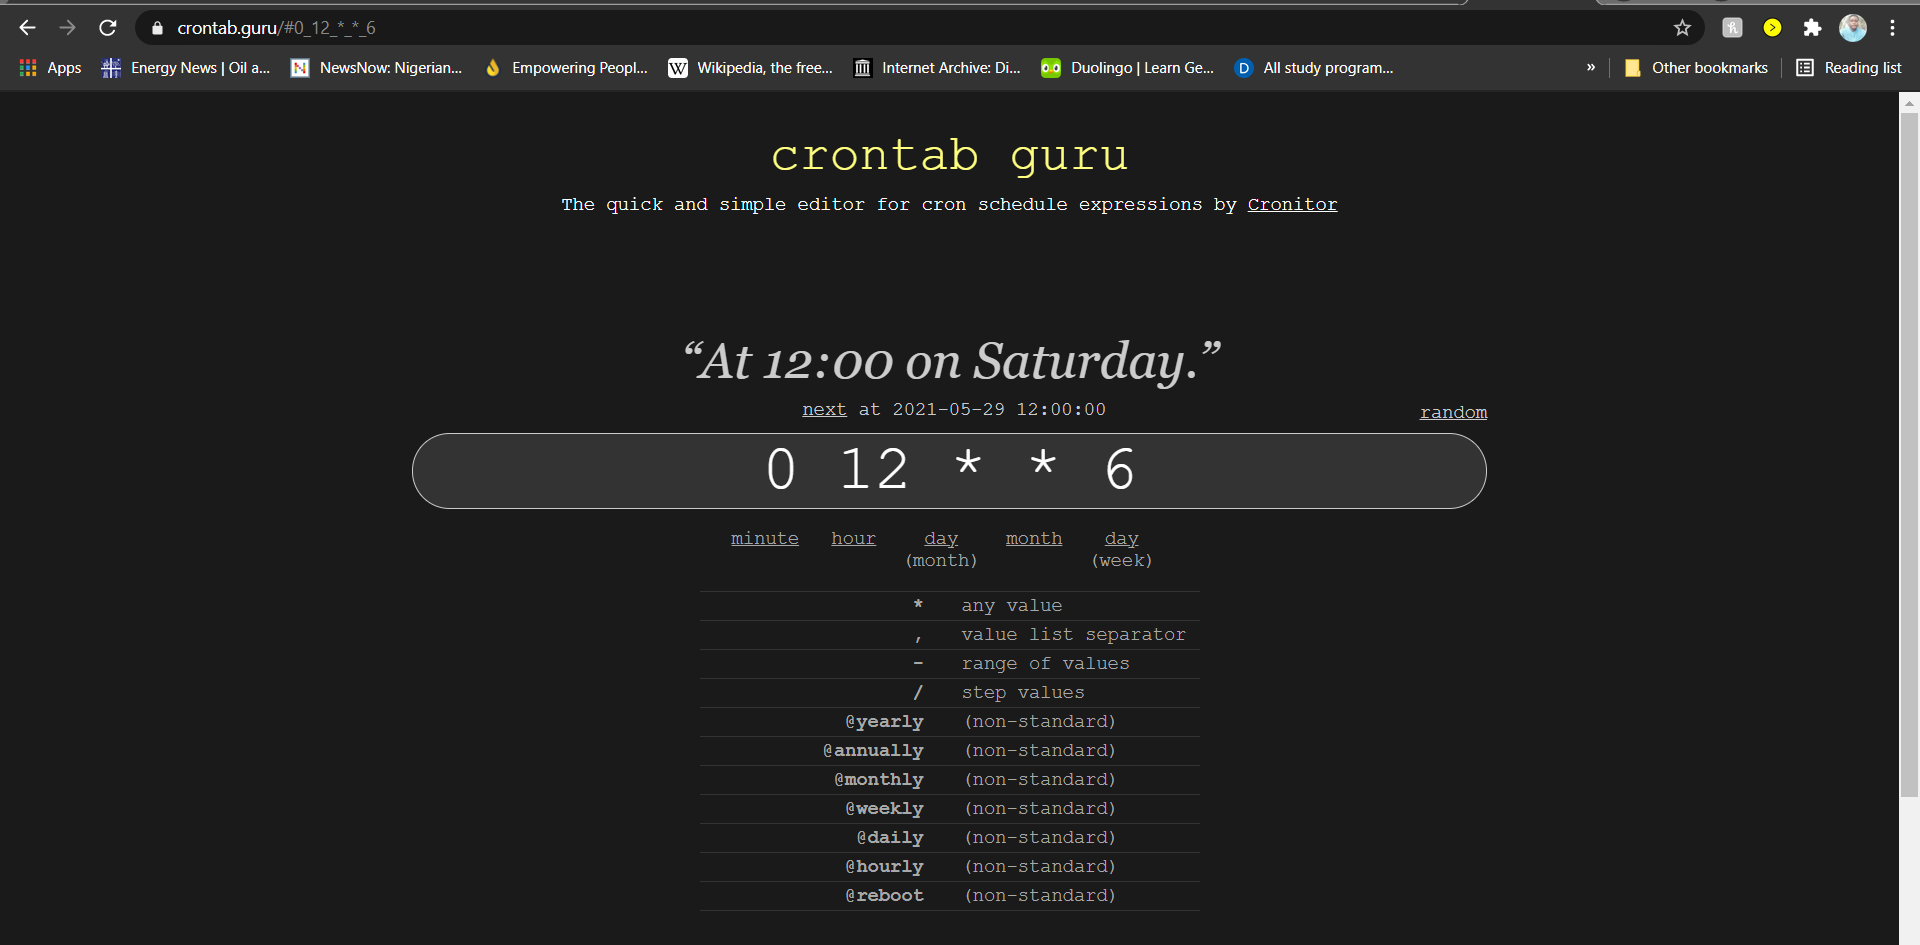 crontab.guru/#0_12_*_*_6
Apps Energy News | Oil a... NewsNow: Nigerian... Empowering Peopl... W Wikipedia, the free... Internet Archive: Di... Duolingo | Learn Ge... D All study program... » Other bookmarks Reading list
crontab guru
The quick and simple editor for cron schedule expressions by Cronitor
“At 12:00 on Saturday.”
next at 2021-05-29 12:00:00
random
0 12 * * 6
minute hour day month day
(month) (week)
* any value
, value list separator
- range of values
/ step values
@yearly (non-standard)
@annually (non-standard)
@monthly (non-standard)
@weekly (non-standard)
@daily (non-standard)
@hourly (non-standard)
@reboot (non-standard)